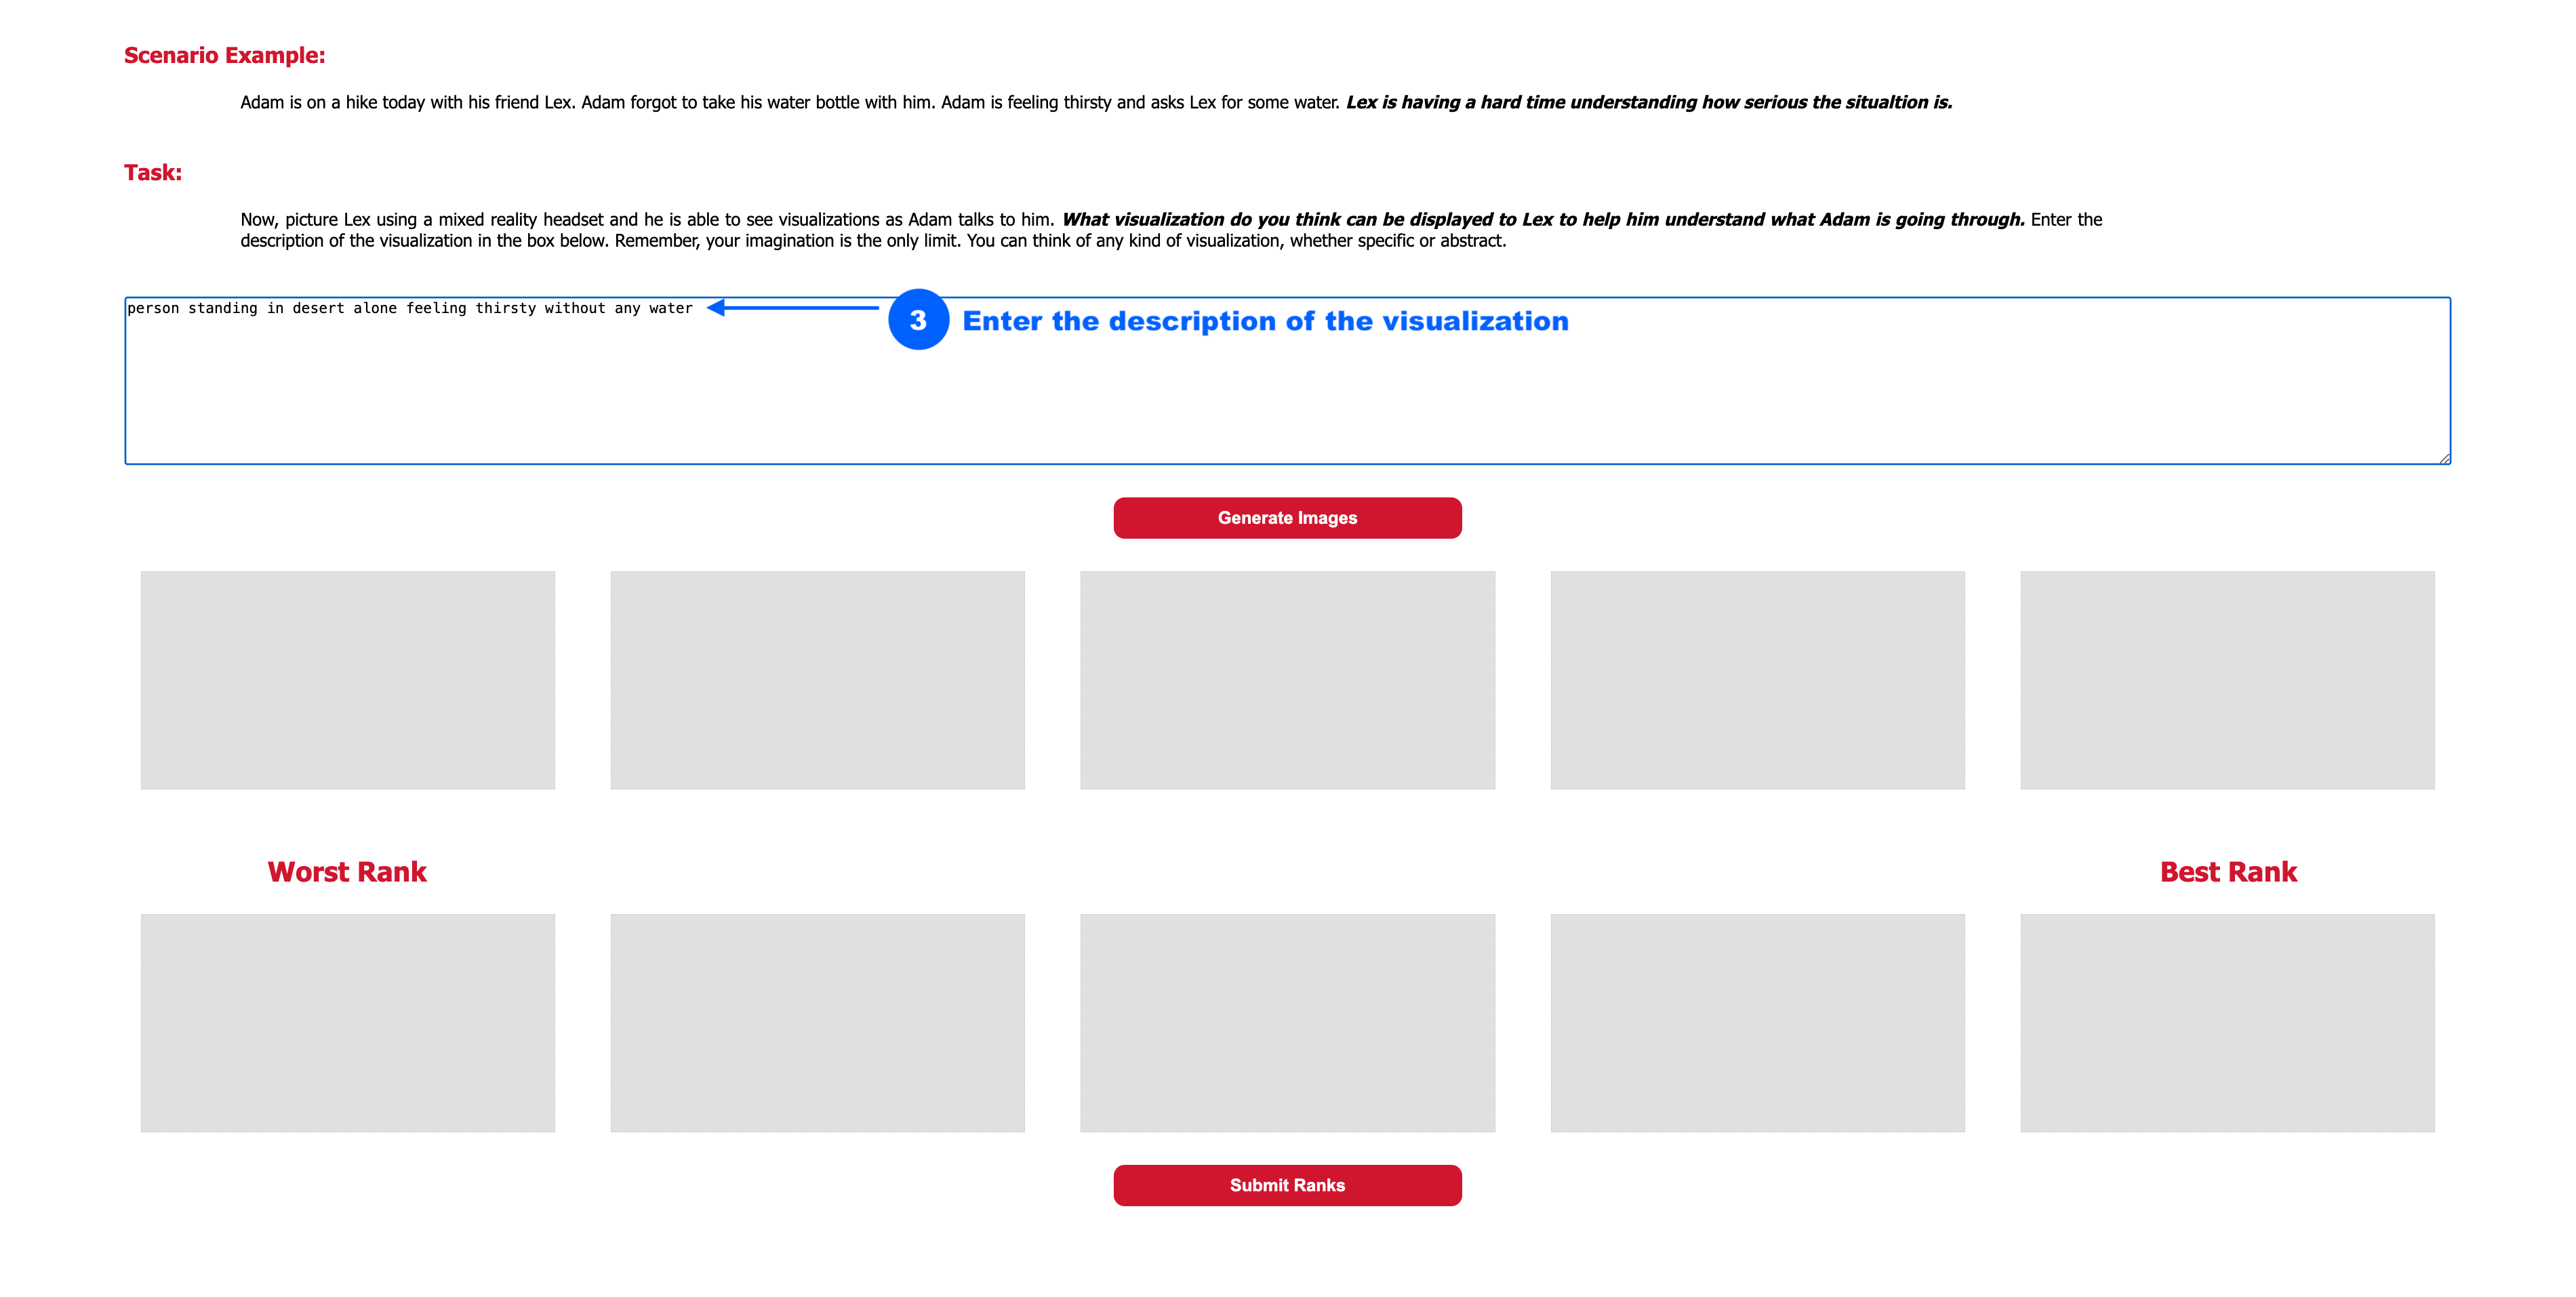 Scenario Example:
Adam is on a hike today with his friend Lex. Adam forgot to take his water bottle with him. Adam is feeling thirsty and asks Lex for some water. Lex is having a hard time understanding how serious the situaltion is.
Task:
Now, picture Lex using a mixed reality headset and he is able to see visualizations as Adam talks to him. What visualization do you think can be displayed to Lex to help him understand what Adam is going through. Enter the
description of the visualization in the box below. Remember, your imagination is the only limit. You can think of any kind of visualization, whether specific or abstract.
person standing in desert alone feeling thirsty without any water
3 Enter the description of the visualization
Generate Images
Worst Rank
Best Rank
Submit Ranks